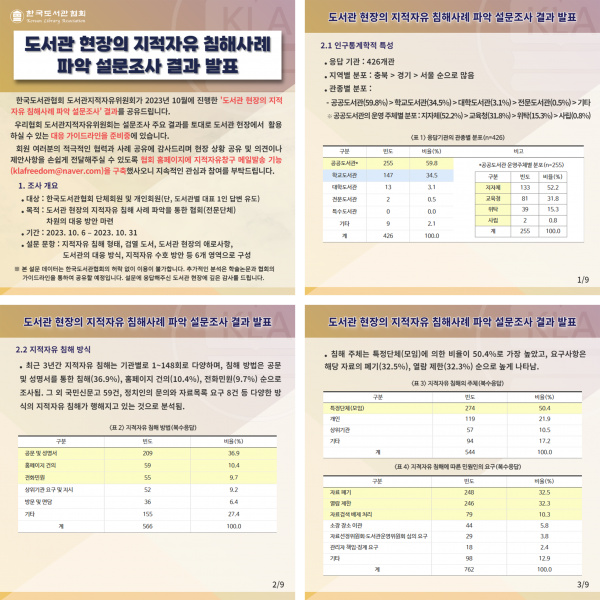 한국도서관협회
Korean Library Association
도서관 현장의 지적자유 침해사례
파악 설문조사 결과 발표
한국도서관협회 도서관지적자유위원회가 2023년 10월에 진행한 '도서관 현장의 지적
자유 침해사례 파악 설문조사' 결과를 공유드립니다.
우리협회 도서관지적자유위원회는 설문조사 주요 결과를 토대로 도서관 현장에서 활용
하실 수 있는 대응 가이드라인을 준비중에 있습니다.
회원 여러분의 적극적인 협력과 사례 공유에 감사드리며 현장 상황 공유 및 의견이나
제안사항을 손쉽게 전달해주실 수 있도록 협회 홈페이지에 지적자유창구 메일발송 기능
(klafreedom@naver.com)을 구축했사오니 지속적인 관심과 참여를 부탁드립니다.
1. 조사 개요
• 대상 : 한국도서관협회 단체회원 및 개인회원(단, 도서관별 대표 1인 답변 유도)
• 목적 : 도서관 현장의 지적자유 침해 사례 파악을 통한 협회(전문단체)
차원의 대응 방안 마련
• 기간 : 2023. 10. 6 – 2023. 10. 31
• 설문 문항 : 지적자유 침해 형태, 검열 도서, 도서관 현장의 애로사항,
도서관의 대응 방식, 지적자유 수호 방안 등 6개 영역으로 구성
※ 본 설문 데이터는 한국도서관협회의 허락 없이 이용이 불가합니다. 추가적인 분석은 학술논문과 협회의
가이드라인을 통하여 공유할 예정입니다. 설문에 응답해주신 도서관 현장에 깊은 감사를 드립니다.
도서관 현장의 지적자유 침해사례 파악 설문조사 결과 발표
2.1 인구통계학적 특성
• 응답 기관 : 426개관
• 지역별 분포 : 충북 > 경기 > 서울 순으로 많음
• 관종별 분포 :
- 공공도서관(59.8%) > 학교도서관(34.5%) > 대학도서관(3.1%) > 전문도서관(0.5%) > 기타
※ 공공도서관의 운영 주체별 분포 : 지자체(52.2%) > 교육청(31.8%) > 위탁(15.3%) > 사립(0.8%)
(표 1) 응답기관의 관종별 분포(n=426)
구분 빈도 비율(%) 비고
공공도서관* 255 59.8
학교도서관 147 34.5
대학도서관 13 3.1
전문도서관 2 0.5
특수도서관 0 0.0
기타 9 2.1
계 426 100.0
*공공도서관 운영주체별 분포(n=255)
구분 빈도 비율(%)
지자체 133 52.2
교육청 81 31.8
위탁 39 15.3
사립 2 0.8
계 255 100.0
1/9
도서관 현장의 지적자유 침해사례 파악 설문조사 결과 발표
2.2 지적자유 침해 방식
• 최근 3년간 지적자유 침해는 기관별로 1~148회로 다양하며, 침해 방법은 공문
및 성명서를 통한 침해(36.9%), 홈페이지 건의(10.4%), 전화민원(9.7%) 순으로
조사됨. 그 외 국민신문고 59건, 정치인의 문의와 자료목록 요구 8건 등 다양한 방
식의 지적자유 침해가 행해지고 있는 것으로 분석됨.
(표 2) 지적자유 침해 방법(복수응답)
구분 빈도 비율(%)
공문 및 성명서 209 36.9
홈페이지 건의 59 10.4
전화민원 55 9.7
상위기관 요구 및 지시 52 9.2
방문 및 면담 36 6.4
기타 155 27.4
계 566 100.0
2/9
도서관 현장의 지적자유 침해사례 파악 설문조사 결과 발표
• 침해 주체는 특정단체(모임)에 의한 비율이 50.4%로 가장 높았고, 요구사항은
해당 자료의 폐기(32.5%), 열람 제한(32.3%) 순으로 높게 나타남.
(표 3) 지적자유 침해의 주체(복수응답)
구분 빈도 비율(%)
특정단체(모임) 274 50.4
개인 119 21.9
상위기관 57 10.5
기타 94 17.2
계 544 100.0
(표 4) 지적자유 침해에 따른 민원인의 요구(복수응답)
구분 빈도 비율(%)
자료 폐기 248 32.5
열람 제한 246 32.3
자료검색 배제 처리 79 10.3
소장 장소 이관 44 5.8
자료선정위원회·도서관운영위원회 심의 요구 29 3.8
관리자 책임·징계 요구 18 2.4
기타 98 12.9
계 762 100.0
3/9